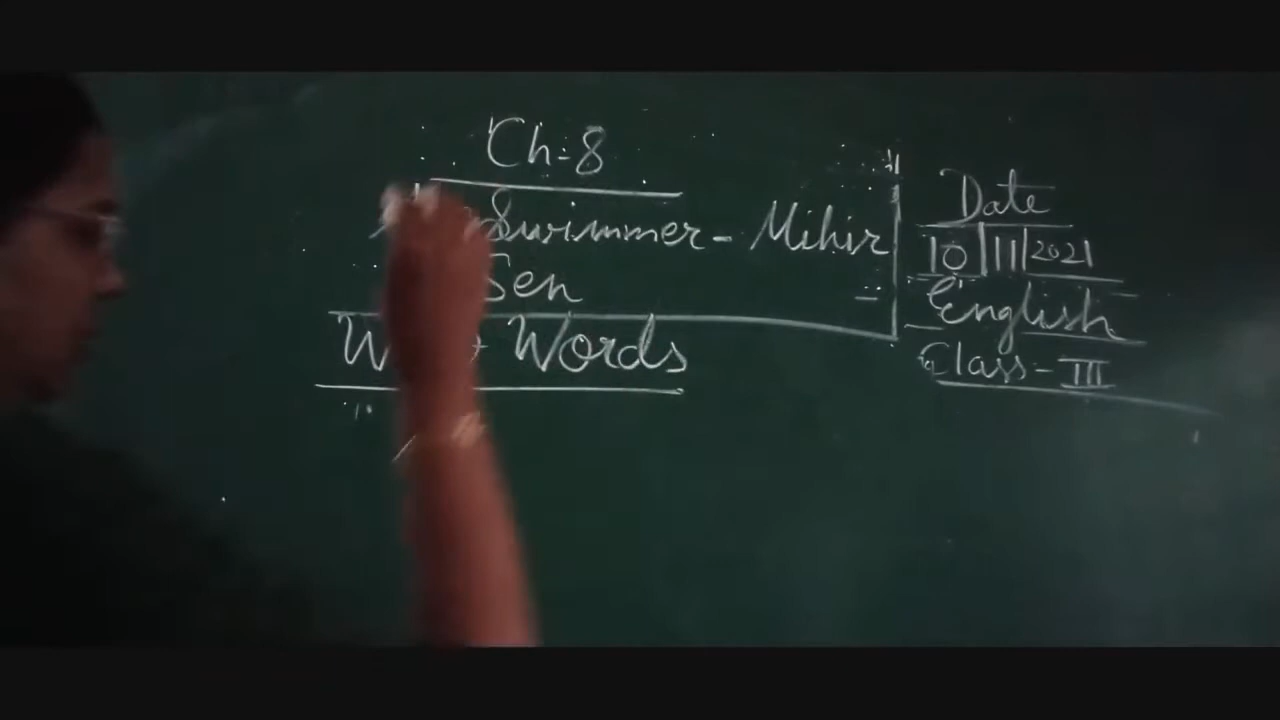 Ch-8
Swimmer - Mihir
Sen
Words
Date
10|11|2021
English
Class - III